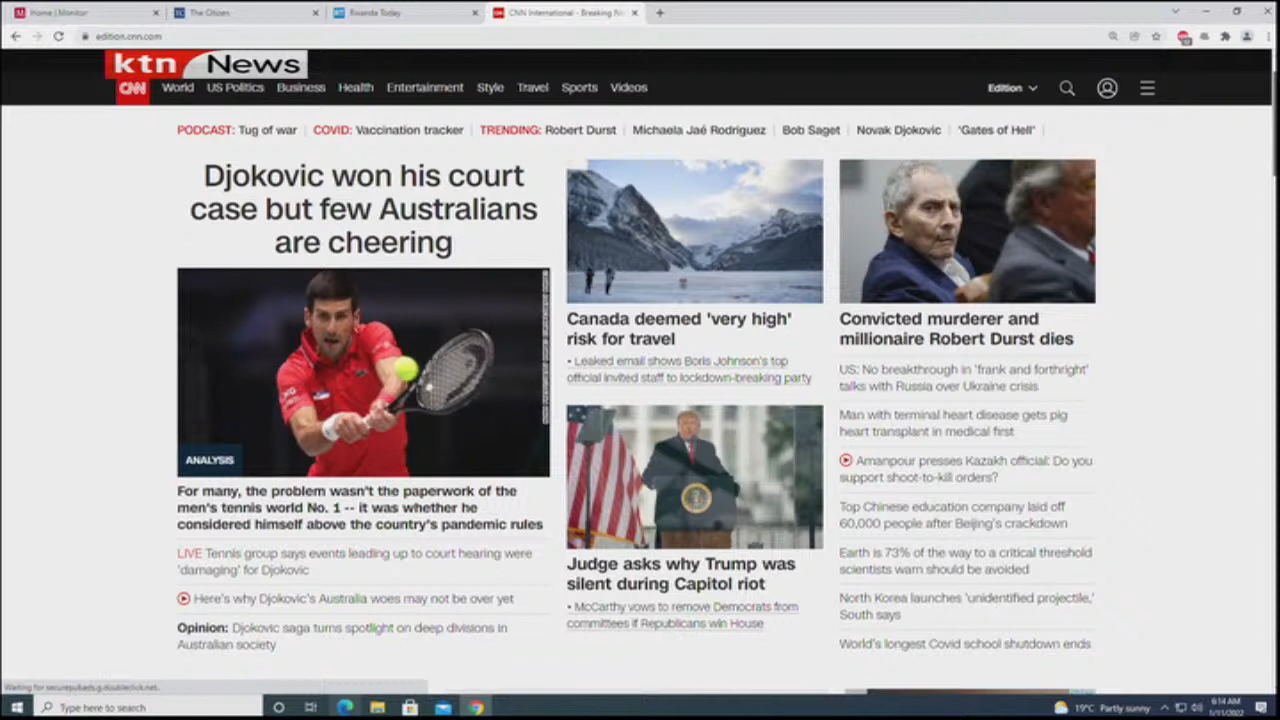 Home | Monitor
The Citizen
Rwanda Today
CNN International - Breaking Ne
edition.cnn.com
ktn News
CNN World US Politics Business Health Entertainment Style Travel Sports Videos Edition
PODCAST: Tug of war COVID: Vaccination tracker TRENDING: Robert Durst Michaela Jaé Rodriguez Bob Saget Novak Djokovic 'Gates of Hell'
Djokovic won his court
case but few Australians
are cheering
ANALYSIS
For many, the problem wasn't the paperwork of the
men's tennis world No. 1 -- it was whether he
considered himself above the country's pandemic rules
LIVE Tennis group says events leading up to court hearing were
'damaging' for Djokovic
Here's why Djokovic's Australia woes may not be over yet
Opinion: Djokovic saga turns spotlight on deep divisions in
Australian society
Canada deemed 'very high'
risk for travel
• Leaked email shows Boris Johnson's top
official invited staff to lockdown-breaking party
Judge asks why Trump was
silent during Capitol riot
• McCarthy vows to remove Democrats from
committees if Republicans win House
Convicted murderer and
millionaire Robert Durst dies
US: No breakthrough in 'frank and forthright'
talks with Russia over Ukraine crisis
Man with terminal heart disease gets pig
heart transplant in medical first
Amanpour presses Kazakh official: Do you
support shoot-to-kill orders?
Top Chinese education company laid off
60,000 people after Beijing's crackdown
Earth is 73% of the way to a critical threshold
scientists warn should be avoided
North Korea launches 'unidentified projectile,'
South says
World's longest Covid school shutdown ends
Waiting for securepubads.g.doubleclick.net...
Type here to search
19°C Partly sunny
6:14 AM
1/11/2022